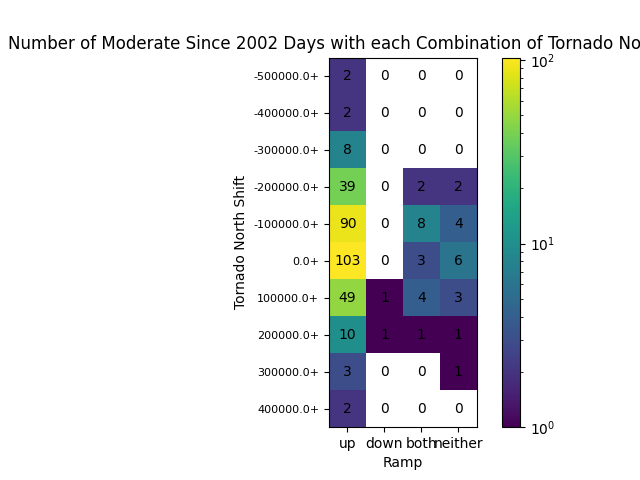 Number of Moderate Since 2002 Days with each Combination of Tornado No
Tornado North Shift
-500000.0+ 2 0 0 0
-400000.0+ 2 0 0 0
-300000.0+ 8 0 0 0
-200000.0+ 39 0 2 2
-100000.0+ 90 0 8 4
0.0+ 103 0 3 6
100000.0+ 49 1 4 3
200000.0+ 10 1 1 1
300000.0+ 3 0 0 1
400000.0+ 2 0 0 0
up down both neither
Ramp
10²
10¹
10⁰